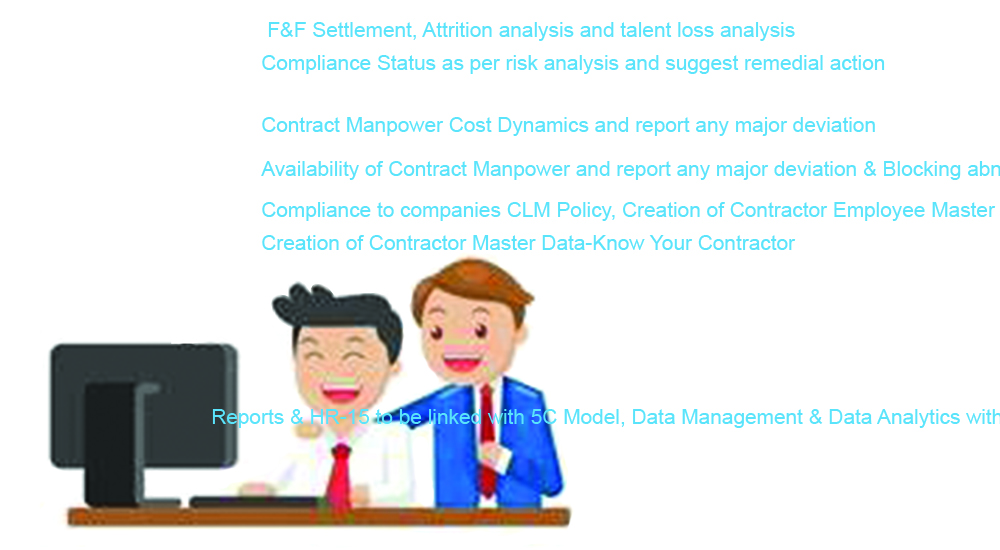 F&F Settlement, Attrition analysis and talent loss analysis
Compliance Status as per risk analysis and suggest remedial action
Contract Manpower Cost Dynamics and report any major deviation
Availability of Contract Manpower and report any major deviation & Blocking
Compliance to companies CLM Policy, Creation of Contractor Employee Master
Creation of Contractor Master Data-Know Your Contractor
Reports & HR-15 to be linked with 5C Model, Data Management & Data Analytics with